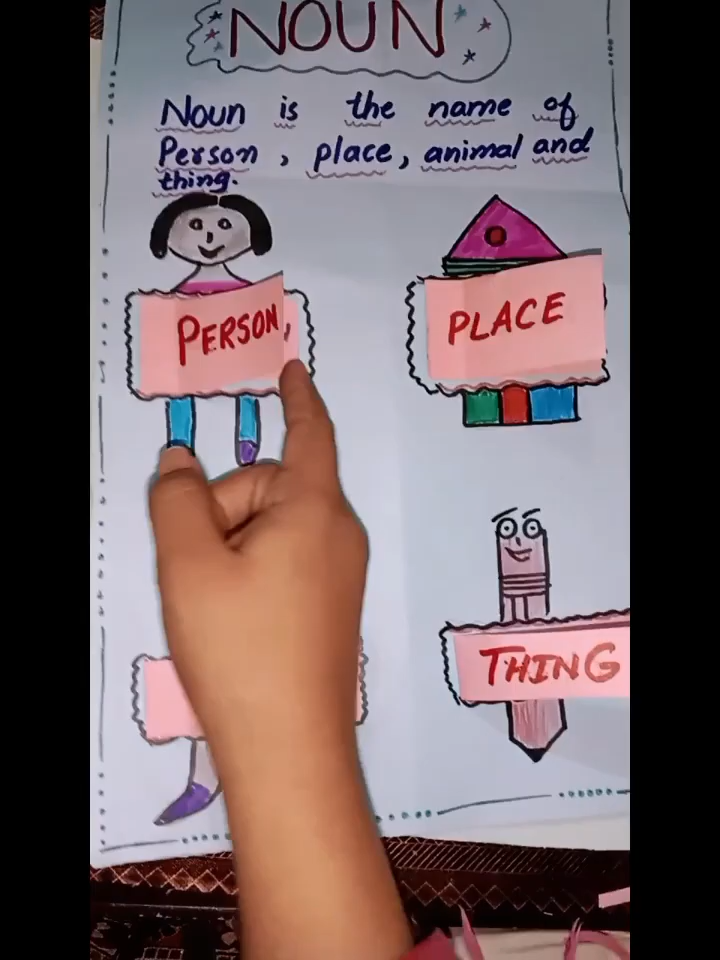 NOUN
Noun is the name of
Person, place, animal and
thing.
PERSON
PLACE
THING